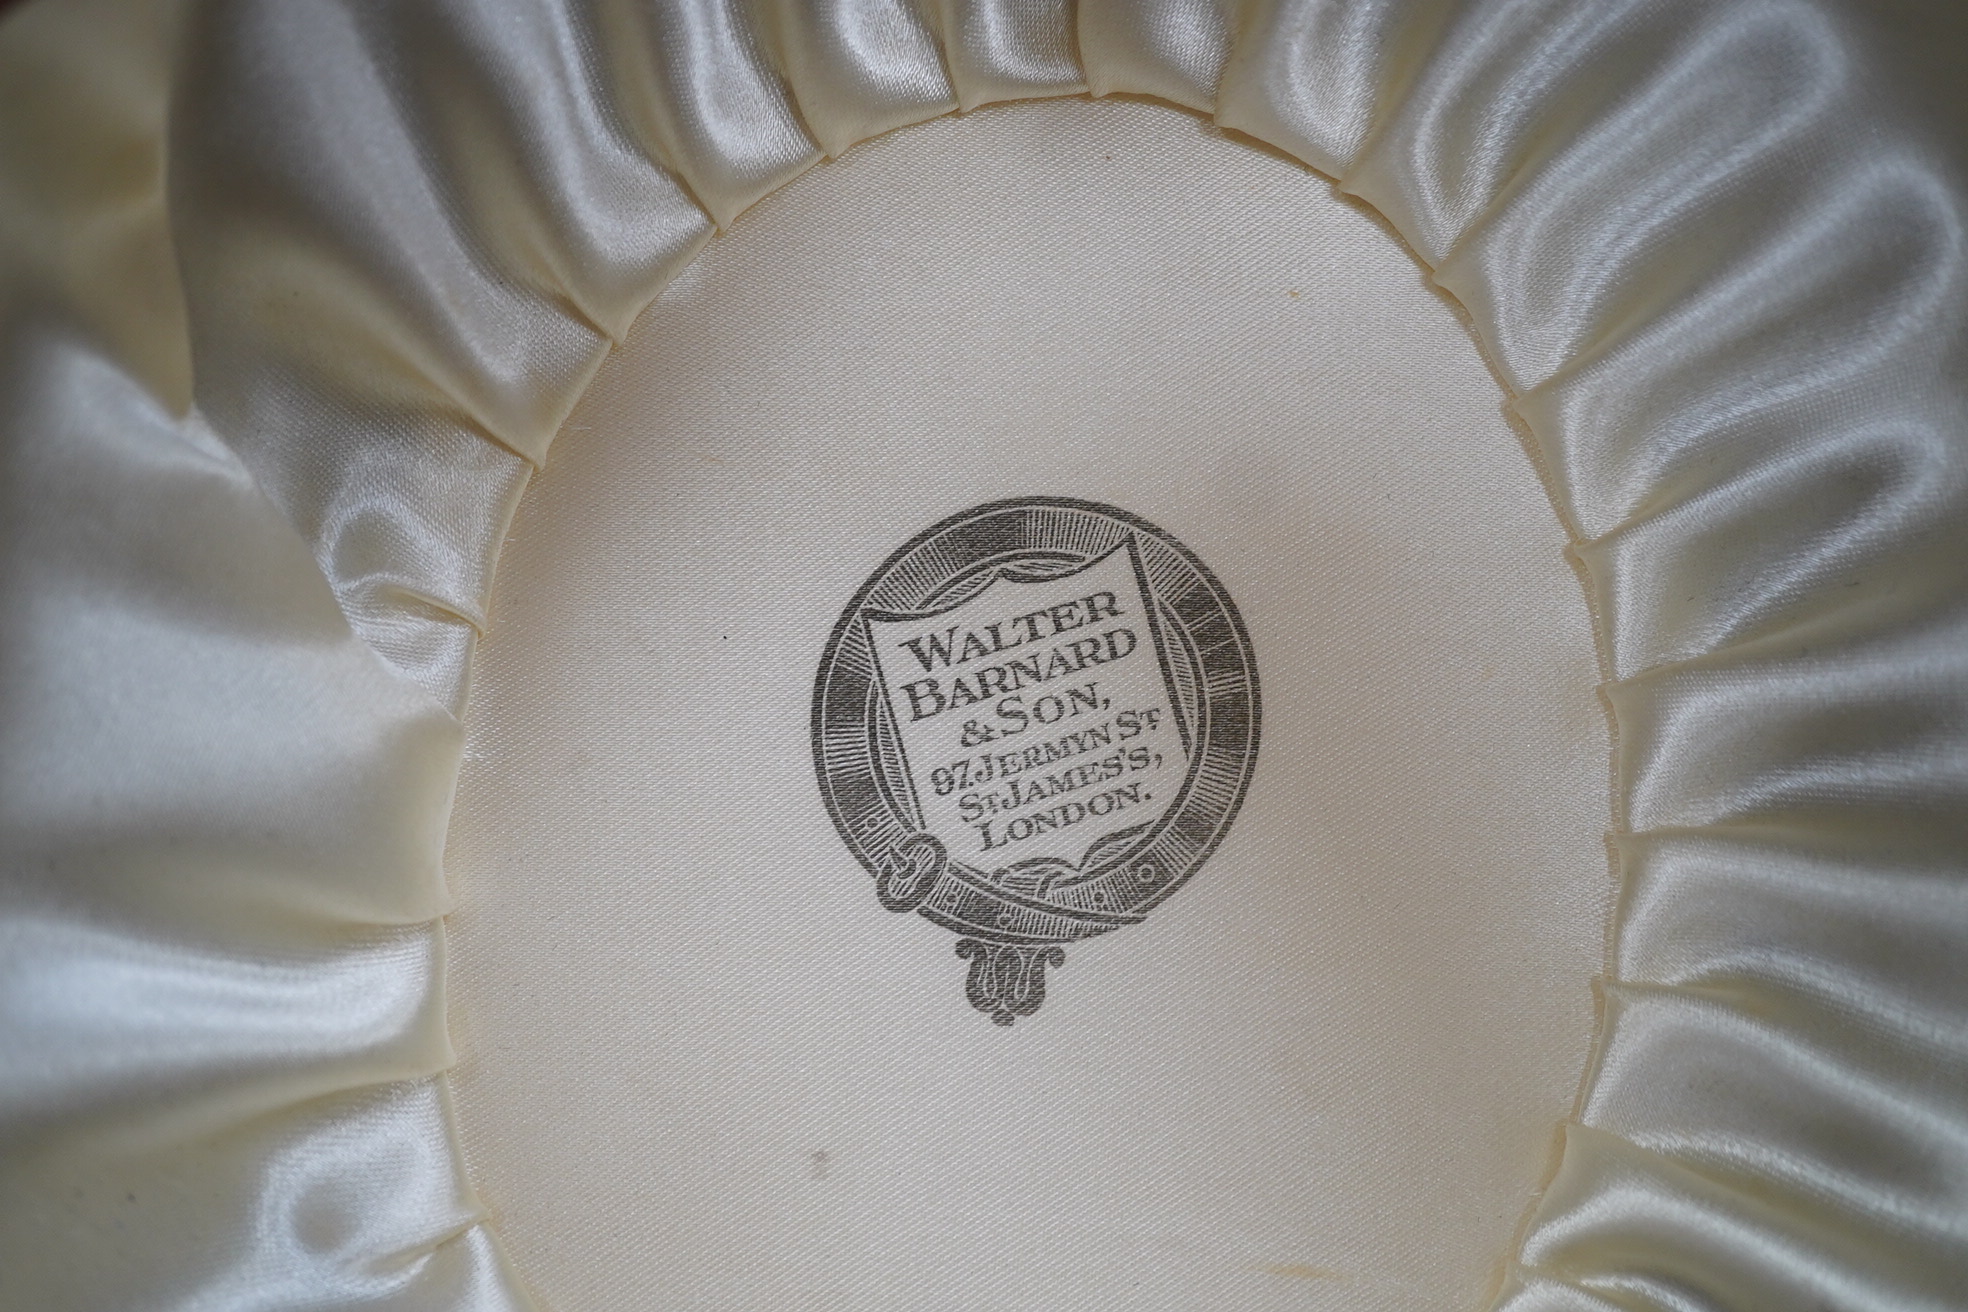 WALTER
BARNARD
& SON,
97. JERMYN ST
ST JAMES'S,
LONDON.